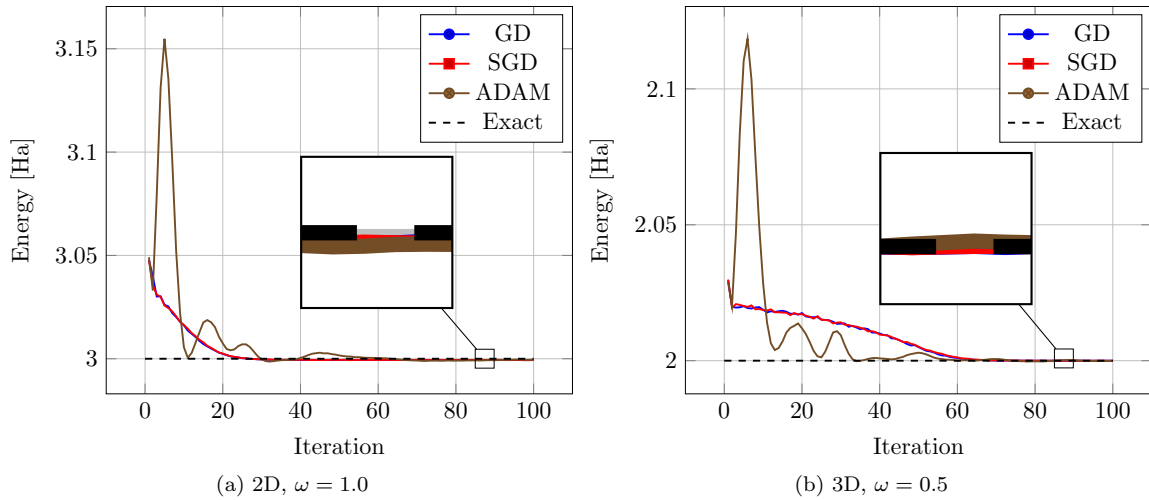 GD
SGD
ADAM
Exact
3.15
3.1
3.05
3
Energy [Ha]
0 20 40 60 80 100
Iteration
(a) 2D, ω = 1.0
GD
SGD
ADAM
Exact
2.1
2.05
2
Energy [Ha]
0 20 40 60 80 100
Iteration
(b) 3D, ω = 0.5